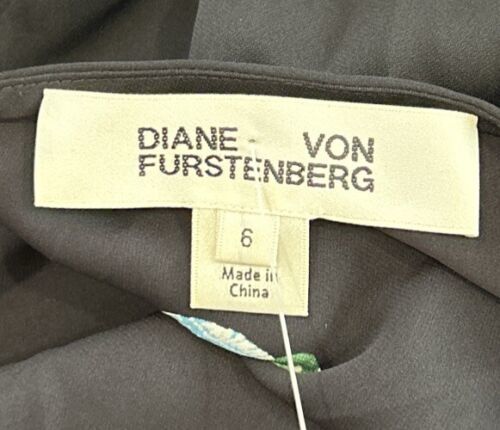 DIANE VON
FURSTENBERG
6
Made in
China